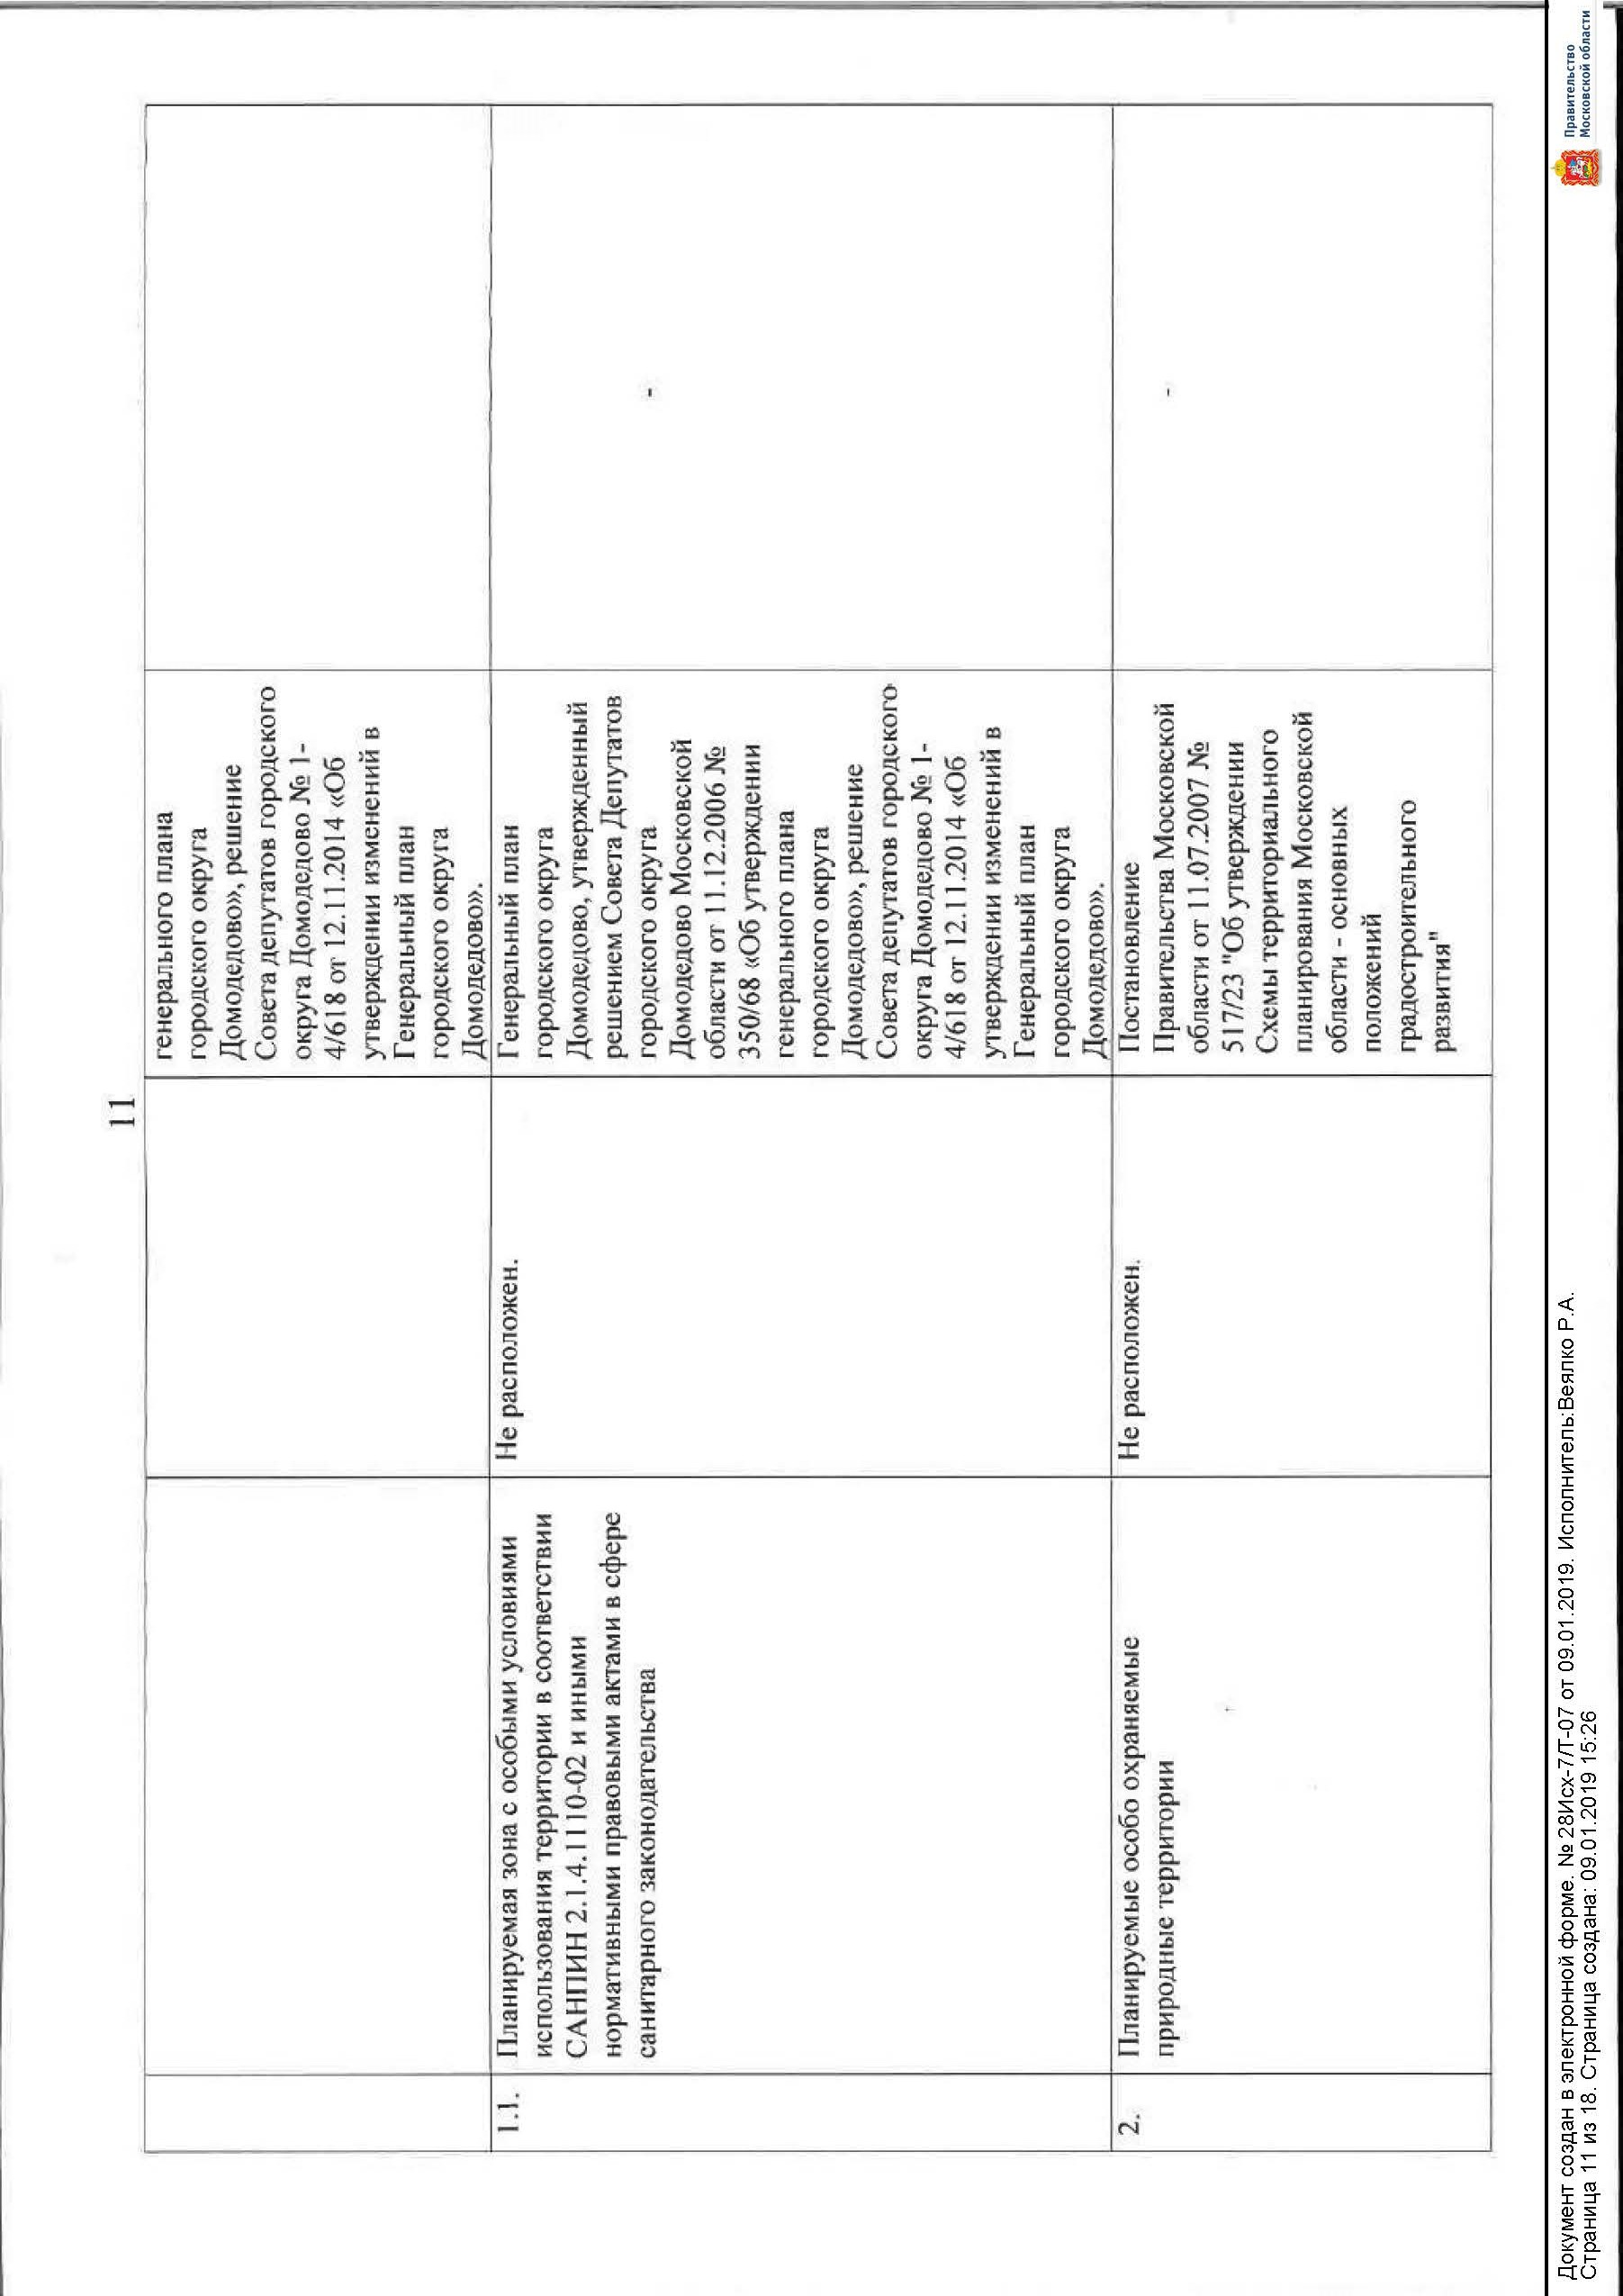 11
генерального плана
городского округа
Домодедово», решение
Совета депутатов городского
округа Домодедово № 1-
4/618 от 12.11.2014 «Об
утверждении изменений в
Генеральный план
городского округа
Домодедово».
1.1.
Планируемая зона с особыми условиями
использования территории в соответствии
САНПИН 2.1.4.1110-02 и иными
нормативными правовыми актами в сфере
санитарного законодательства
Не расположен.
Генеральный план
городского округа
Домодедово, утвержденный
решением Совета Депутатов
городского округа
Домодедово Московской
области от 11.12.2006 №
350/68 «Об утверждении
генерального плана
городского округа
Домодедово», решение
Совета депутатов городского
округа Домодедово № 1-
4/618 от 12.11.2014 «Об
утверждении изменений в
Генеральный план
городского округа
Домодедово».
-
2.
Планируемые особо охраняемые
природные территории
Не расположен.
Постановление
Правительства Московской
области от 11.07.2007 №
517/23 "Об утверждении
Схемы территориального
планирования Московской
области - основных
положений
градостроительного
развития"
-
Документ создан в электронной форме. № 28Исх-7/Т-07 от 09.01.2019. Исполнитель:Веялко Р.А.
Страница 11 из 18. Страница создана: 09.01.2019 15:26
Правительство
Московской области